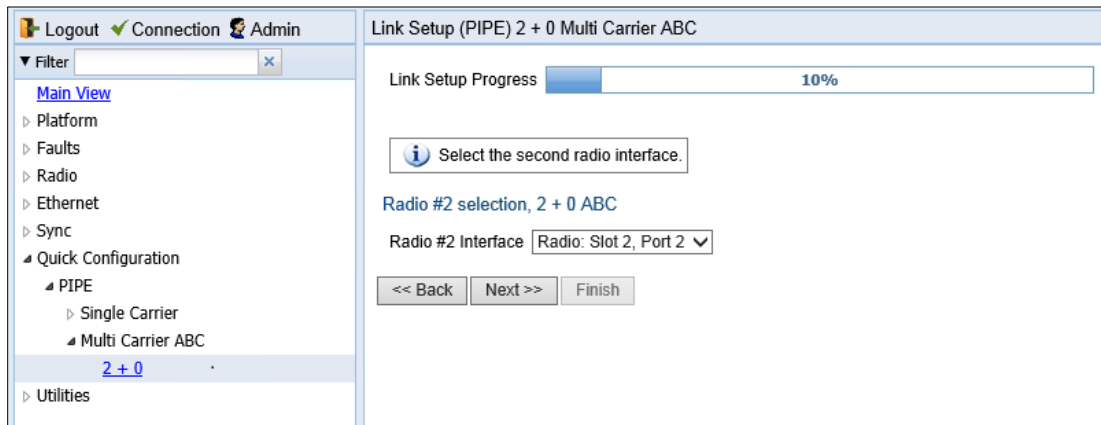 Logout Connection Admin
Filter
Main View
Platform
Faults
Radio
Ethernet
Sync
Quick Configuration
PIPE
Single Carrier
Multi Carrier ABC
2 + 0
Utilities
Link Setup (PIPE) 2 + 0 Multi Carrier ABC
Link Setup Progress 10%
Select the second radio interface.
Radio #2 selection, 2 + 0 ABC
Radio #2 Interface Radio: Slot 2, Port 2
<< Back Next >> Finish